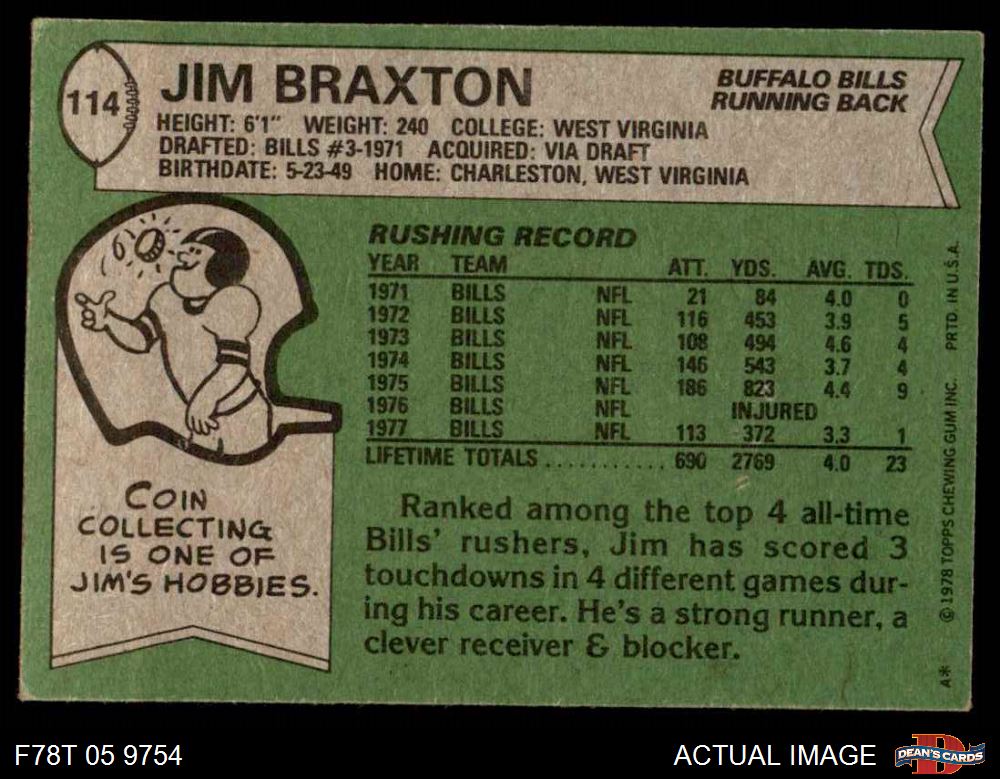 114
JIM BRAXTON
BUFFALO BILLS
RUNNING BACK
HEIGHT: 6'1" WEIGHT: 240 COLLEGE: WEST VIRGINIA
DRAFTED: BILLS #3-1971 ACQUIRED: VIA DRAFT
BIRTHDATE: 5-23-49 HOME: CHARLESTON, WEST VIRGINIA
RUSHING RECORD
YEAR TEAM ATT. YDS. AVG. TDS.
1971 BILLS NFL 21 84 4.0 0
1972 BILLS NFL 116 453 3.9 5
1973 BILLS NFL 108 494 4.6 4
1974 BILLS NFL 146 543 3.7 4
1975 BILLS NFL 186 823 4.4 9
1976 BILLS NFL INJURED
1977 BILLS NFL 113 372 3.3 1
LIFETIME TOTALS ........... 690 2769 4.0 23
COIN
COLLECTING
IS ONE OF
JIM'S HOBBIES.
Ranked among the top 4 all-time
Bills' rushers, Jim has scored 3
touchdowns in 4 different games dur-
ing his career. He's a strong runner, a
clever receiver & blocker.
A* © 1978 TOPPS CHEWING GUM INC. PRTD. IN U.S.A.
F78T 05 9754
ACTUAL IMAGE
DEAN'S CARDS